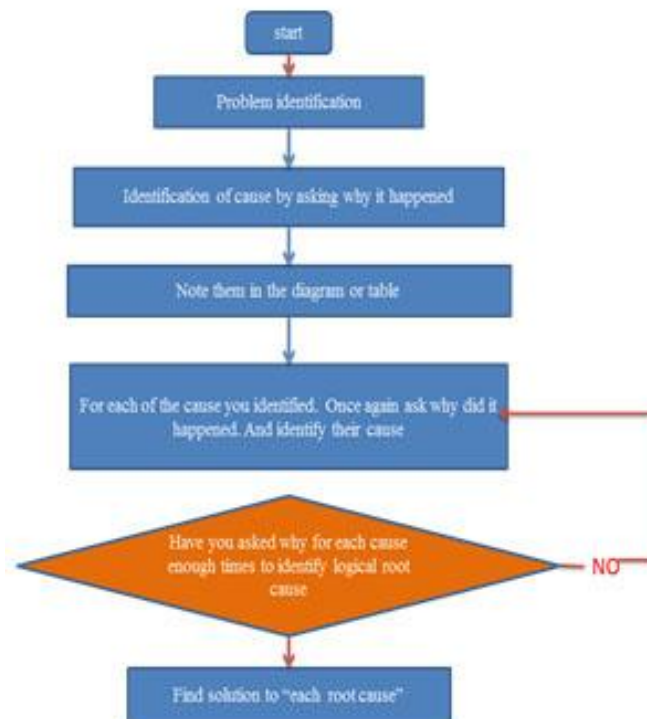 start
Problem identification
Identification of cause by asking why it happened
Note them in the diagram or table
For each of the cause you identified. Once again ask why did it
happened. And identify their cause
Have you asked why for each cause
enough times to identify logical root
cause
NO
Find solution to “each root cause”